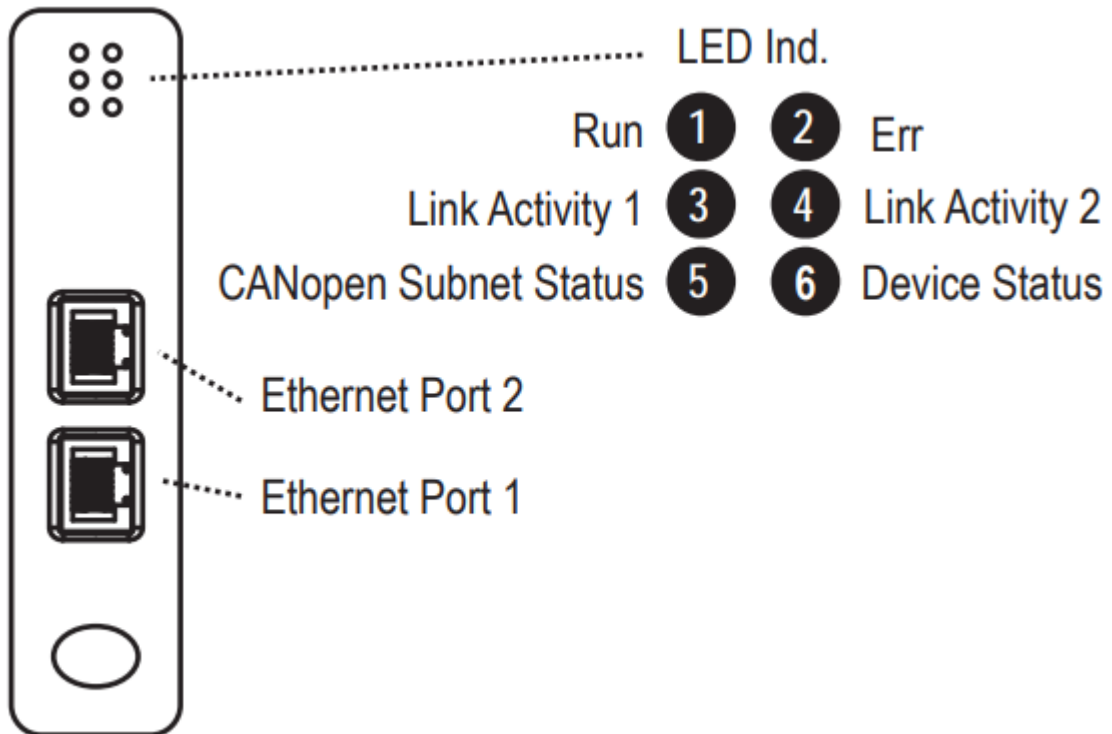 LED Ind.
Run 1 2 Err
Link Activity 1 3 4 Link Activity 2
CANopen Subnet Status 5 6 Device Status
Ethernet Port 2
Ethernet Port 1